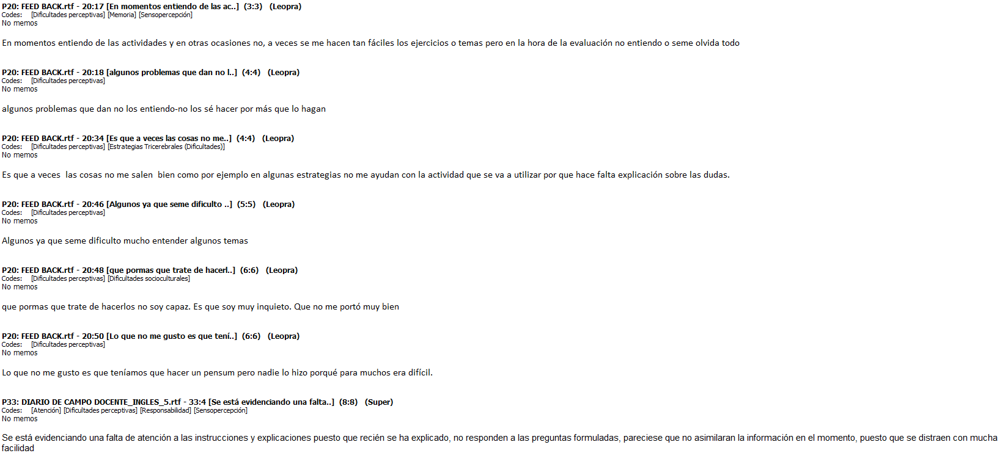 P20: FEED BACK.rtf - 20:17 [En momentos entiendo de las ac..] (3:3) (Leopra)
Codes: [Dificultades perceptivas] [Memoria] [Sensopercepción]
No memos
En momentos entiendo de las actividades y en otras ocasiones no, a veces se me hacen tan fáciles los ejercicios o temas pero en la hora de la evaluación no entiendo o seme olvida todo
P20: FEED BACK.rtf - 20:18 [algunos problemas que dan no l..] (4:4) (Leopra)
Codes: [Dificultades perceptivas]
No memos
algunos problemas que dan no los entiendo-no los sé hacer por más que lo hagan
P20: FEED BACK.rtf - 20:34 [Es que a veces las cosas no me..] (4:4) (Leopra)
Codes: [Dificultades perceptivas] [Estrategias Tricerebrales (Dificultades)]
No memos
Es que a veces las cosas no me salen bien como por ejemplo en algunas estrategias no me ayudan con la actividad que se va a utilizar por que hace falta explicación sobre las dudas.
P20: FEED BACK.rtf - 20:46 [Algunos ya que seme dificulto ..] (5:5) (Leopra)
Codes: [Dificultades perceptivas]
No memos
Algunos ya que seme dificulto mucho entender algunos temas
P20: FEED BACK.rtf - 20:48 [que pormas que trate de hacerl..] (6:6) (Leopra)
Codes: [Dificultades perceptivas] [Dificultades socioculturales]
No memos
que pormas que trate de hacerlos no soy capaz. Es que soy muy inquieto. Que no me portó muy bien
P20: FEED BACK.rtf - 20:50 [Lo que no me gusto es que tení..] (6:6) (Leopra)
Codes: [Dificultades perceptivas]
No memos
Lo que no me gusto es que teníamos que hacer un pensum pero nadie lo hizo porqué para muchos era difícil.
P33: DIARIO DE CAMPO DOCENTE_INGLES_5.rtf - 33:4 [Se está evidenciando una falta..] (8:8) (Super)
Codes: [Atención] [Dificultades perceptivas] [Responsabilidad] [Sensopercepción]
No memos
Se está evidenciando una falta de atención a las instrucciones y explicaciones puesto que recién se ha explicado, no responden a las preguntas formuladas, pareciese que no asimilaran la información en el momento, puesto que se distraen con mucha
facilidad